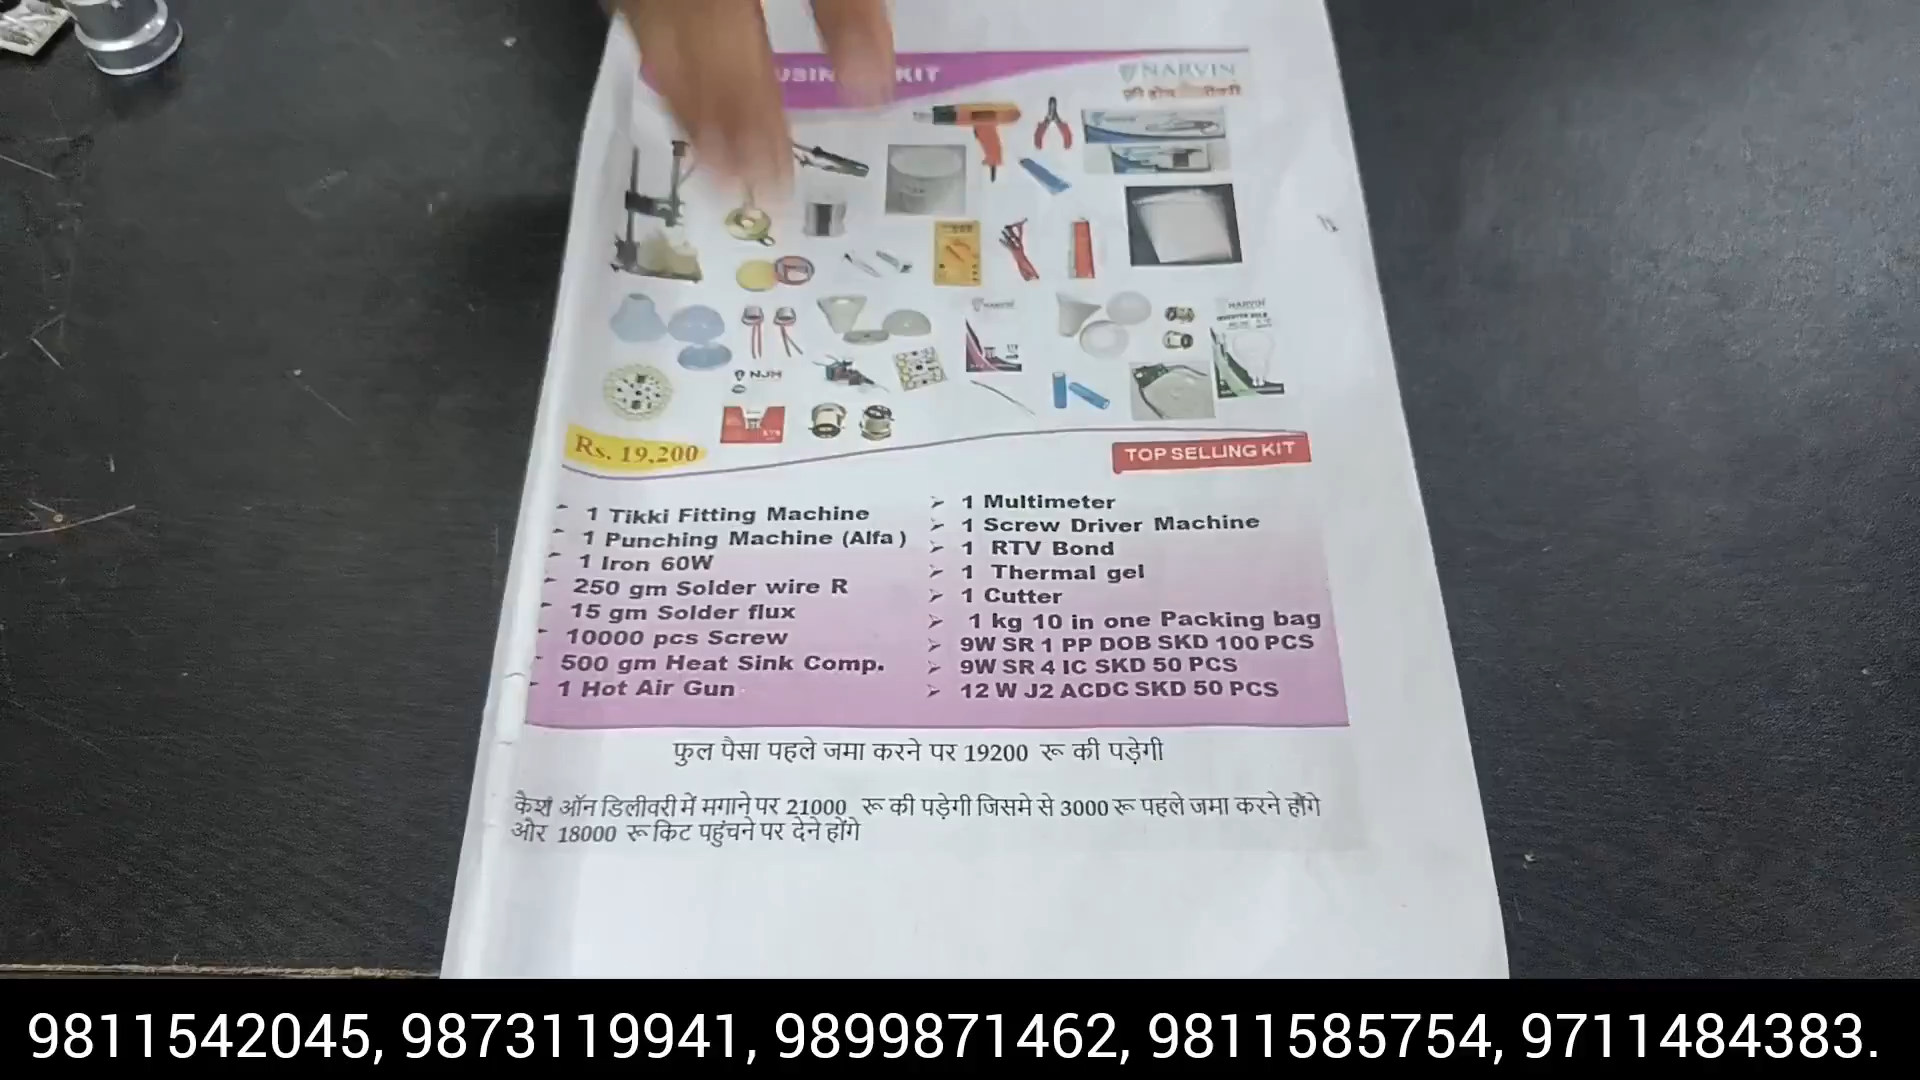 KIT
NARVIN
Rs. 19,200
TOP SELLING KIT
1 Tikki Fitting Machine
1 Punching Machine (Alfa)
1 Iron 60W
250 gm Solder wire R
15 gm Solder flux
10000 pcs Screw
500 gm Heat Sink Comp.
1 Hot Air Gun
1 Multimeter
1 Screw Driver Machine
1 RTV Bond
1 Thermal gel
1 Cutter
1 kg 10 in one Packing bag
9W SR 1 PP DOB SKD 100 PCS
9W SR 4 IC SKD 50 PCS
12 W J2 ACDC SKD 50 PCS
फुल पैसा पहले जमा करने पर 19200 रू की पड़ेगी
कैश ऑन डिलीवरी में मगाने पर 21000 रू की पड़ेगी जिसमे से 3000 रू पहले जमा करने होंगे
और 18000 रू किट पहुंचने पर देने होंगे
9811542045, 9873119941, 9899871462, 9811585754, 9711484383.